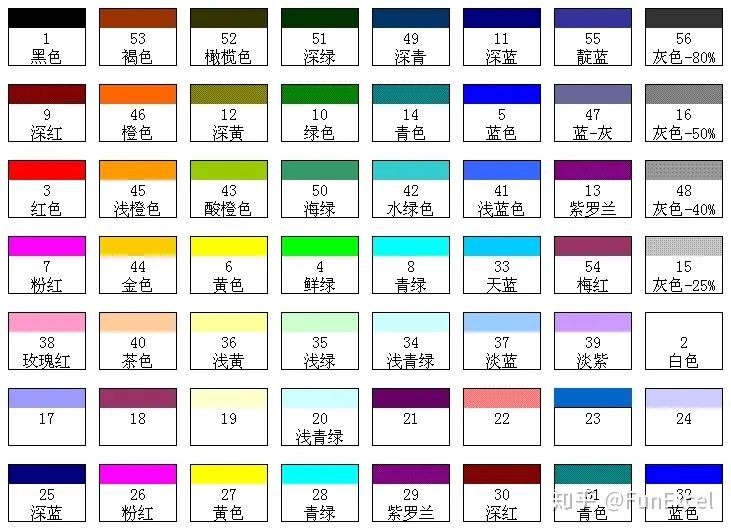 1 53 52 51 49 11 55 56
黑色 褐色 橄榄色 深绿 深青 深蓝 靛蓝 灰色-80%
9 46 12 10 14 5 47 16
深红 橙色 深黄 绿色 青色 蓝色 蓝-灰 灰色-50%
3 45 43 50 42 41 13 48
红色 浅橙色 酸橙色 海绿 水绿色 浅蓝色 紫罗兰 灰色-40%
7 44 6 4 8 33 54 15
粉红 金色 黄色 鲜绿 青绿 天蓝 梅红 灰色-25%
38 40 36 35 34 37 39 2
玫瑰红 茶色 浅黄 浅绿 浅青绿 淡蓝 淡紫 白色
17 18 19 20 21 22 23 24
浅青绿
25 26 27 28 29 30 31 32
深蓝 粉红 黄色 青绿 紫罗兰 深红 青色 蓝色
知乎 @FunExcel